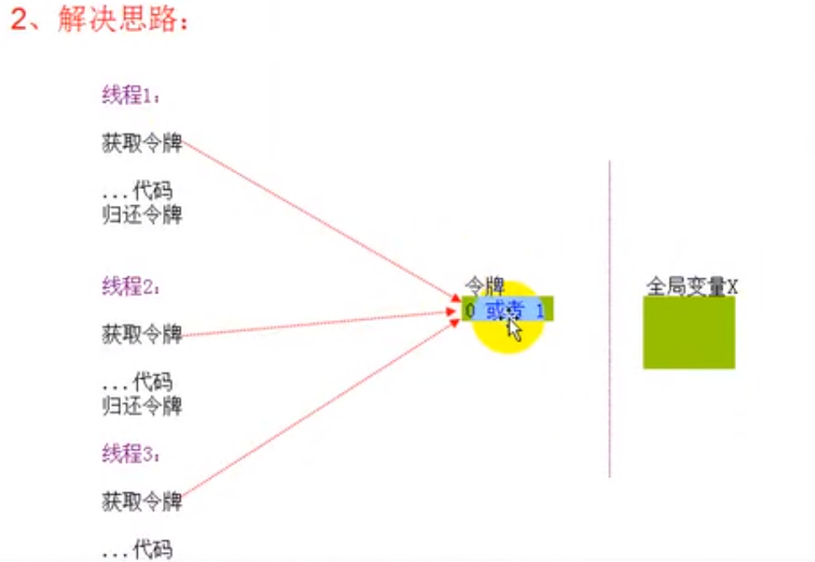 2、解决思路：
线程1：
获取令牌
...代码
归还令牌
线程2：
获取令牌
...代码
归还令牌
线程3：
获取令牌
...代码
令牌
0 或者 1
全局变量X